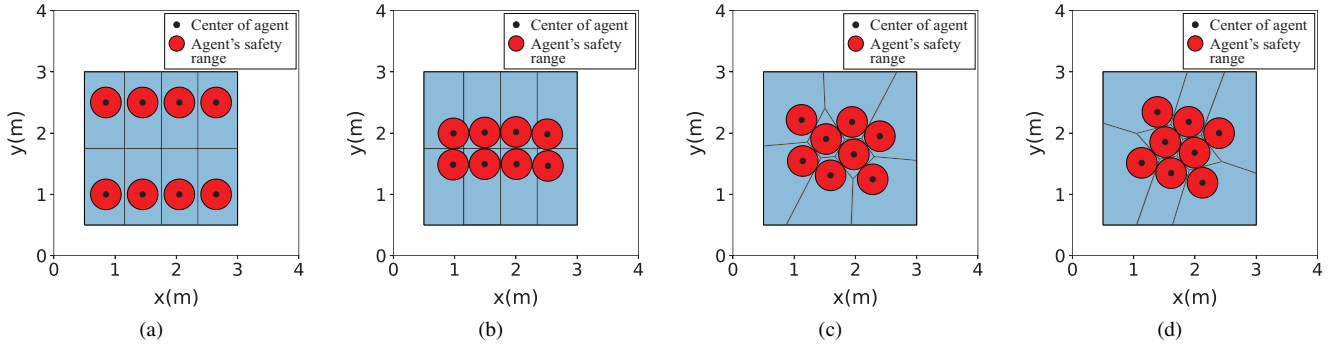 4
3
2
1
0
y(m)
Center of agent
Agent's safety
range
0 1 2 3 4
x(m)
(a)
4
3
2
1
0
y(m)
Center of agent
Agent's safety
range
0 1 2 3 4
x(m)
(b)
4
3
2
1
0
y(m)
Center of agent
Agent's safety
range
0 1 2 3 4
x(m)
(c)
4
3
2
1
0
y(m)
Center of agent
Agent's safety
range
0 1 2 3 4
x(m)
(d)